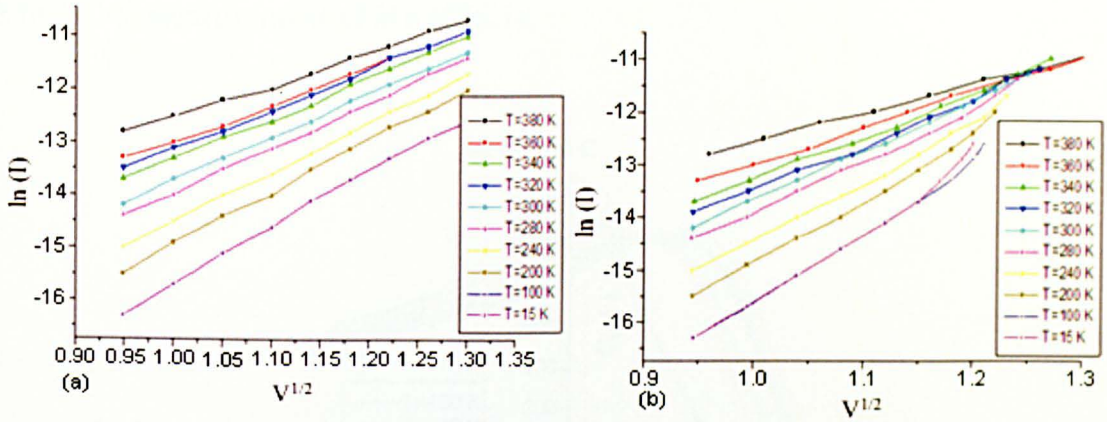 -11
-12
-13
-14
-15
-16
ln (I)
T=380 K
T=360 K
T=340 K
T=320 K
T=300 K
T=280 K
T=240 K
T=200 K
T=100 K
T=15 K
0.90 0.95 1.00 1.05 1.10 1.15 1.20 1.25 1.30 1.35
(a)
V1/2
-11
-12
-13
-14
-15
-16
ln (I)
T=380 K
T=360 K
T=340 K
T=320 K
T=300 K
T=280 K
T=240 K
T=200 K
T=100 K
T=15 K
0.9 1.0 1.1 1.2 1.3
(b)
V1/2